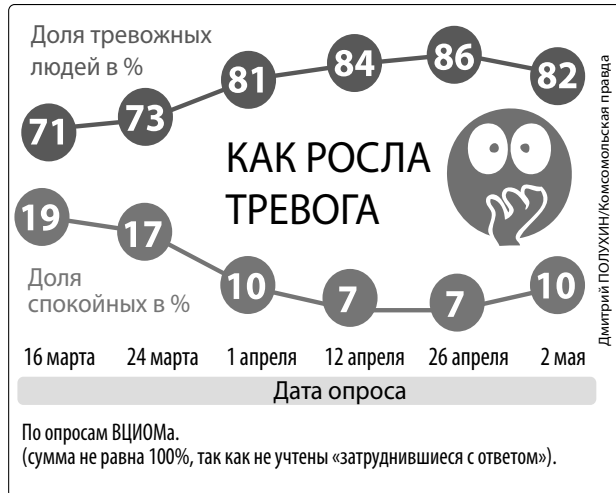 Доля тревожных
людей в %
71 73 81 84 86 82
КАК РОСЛА
ТРЕВОГА
19 17 10 7 7 10
Доля
спокойных в %
16 марта 24 марта 1 апреля 12 апреля 26 апреля 2 мая
Дата опроса
По опросам ВЦИОМа.
(сумма не равна 100%, так как не учтены «затруднившиеся с ответом»).
Дмитрий ПОЛУХИН/Комсомольская правда